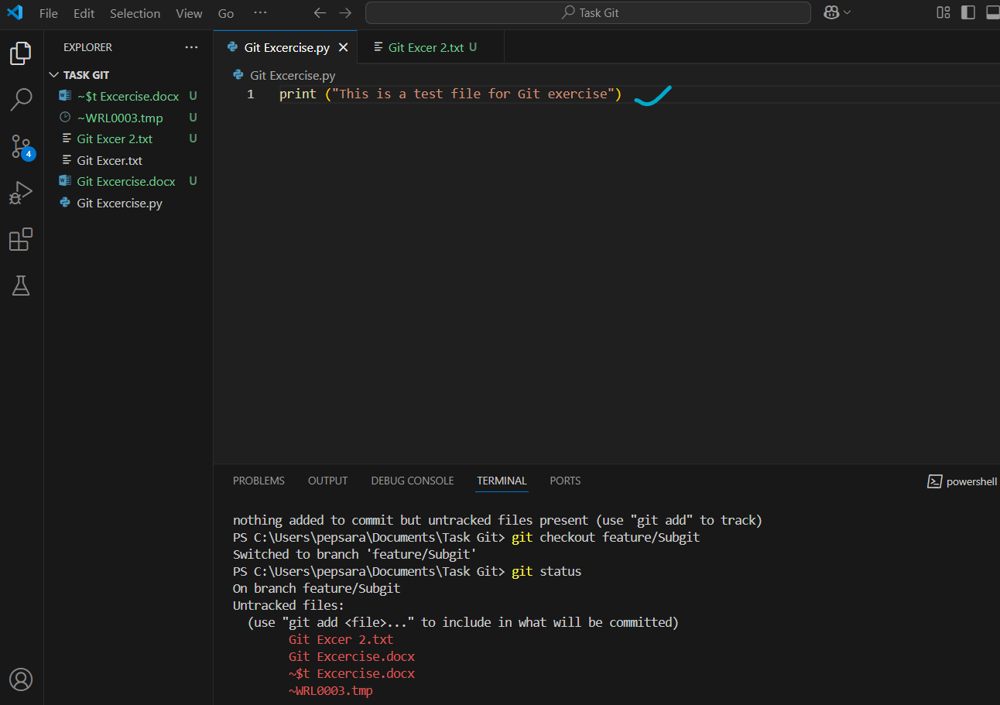 File Edit Selection View Go ··· Task Git
EXPLORER ···
TASK GIT
~$t Excercise.docx U
~WRL0003.tmp U
Git Excer 2.txt U
Git Excer.txt
Git Excercise.docx U
Git Excercise.py
4
Git Excercise.py Git Excer 2.txt U
Git Excercise.py
1 print ("This is a test file for Git exercise")
PROBLEMS OUTPUT DEBUG CONSOLE TERMINAL PORTS powershell
nothing added to commit but untracked files present (use "git add" to track)
PS C:\Users\pepsara\Documents\Task Git> git checkout feature/Subgit
Switched to branch 'feature/Subgit'
PS C:\Users\pepsara\Documents\Task Git> git status
On branch feature/Subgit
Untracked files:
(use "git add <file>..." to include in what will be committed)
Git Excer 2.txt
Git Excercise.docx
~$t Excercise.docx
~WRL0003.tmp